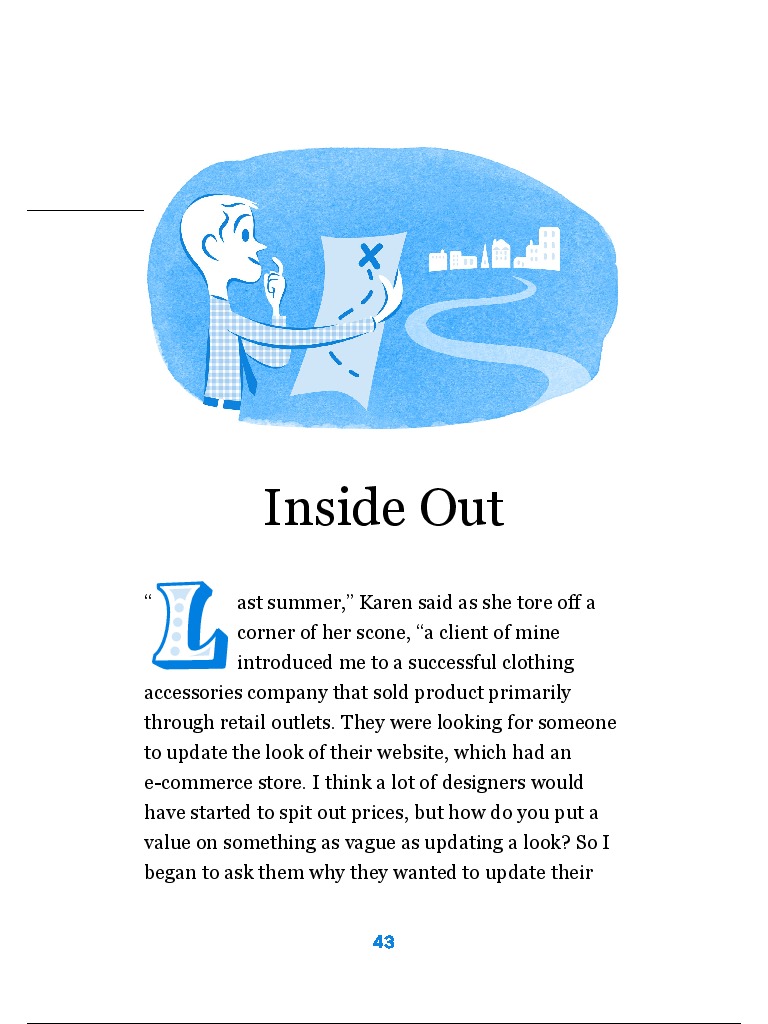 Inside Out
“Last summer,” Karen said as she tore off a
corner of her scone, “a client of mine
introduced me to a successful clothing
accessories company that sold product primarily
through retail outlets. They were looking for someone
to update the look of their website, which had an
e-commerce store. I think a lot of designers would
have started to spit out prices, but how do you put a
value on something as vague as updating a look? So I
began to ask them why they wanted to update their
43